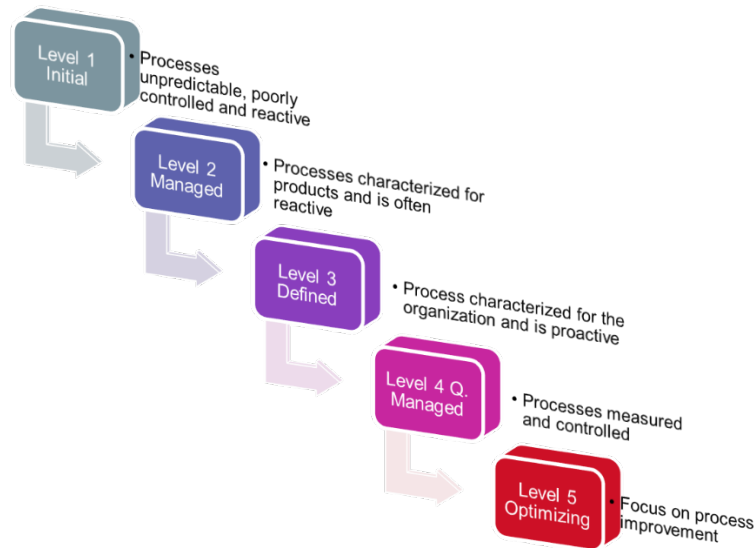 Level 1
Initial
• Processes
unpredictable, poorly
controlled and reactive
Level 2
Managed
• Processes characterized for
products and is often
reactive
Level 3
Defined
• Process characterized for the
organization and is proactive
Level 4 Q.
Managed
• Processes measured
and controlled
Level 5
Optimizing
• Focus on process
improvement